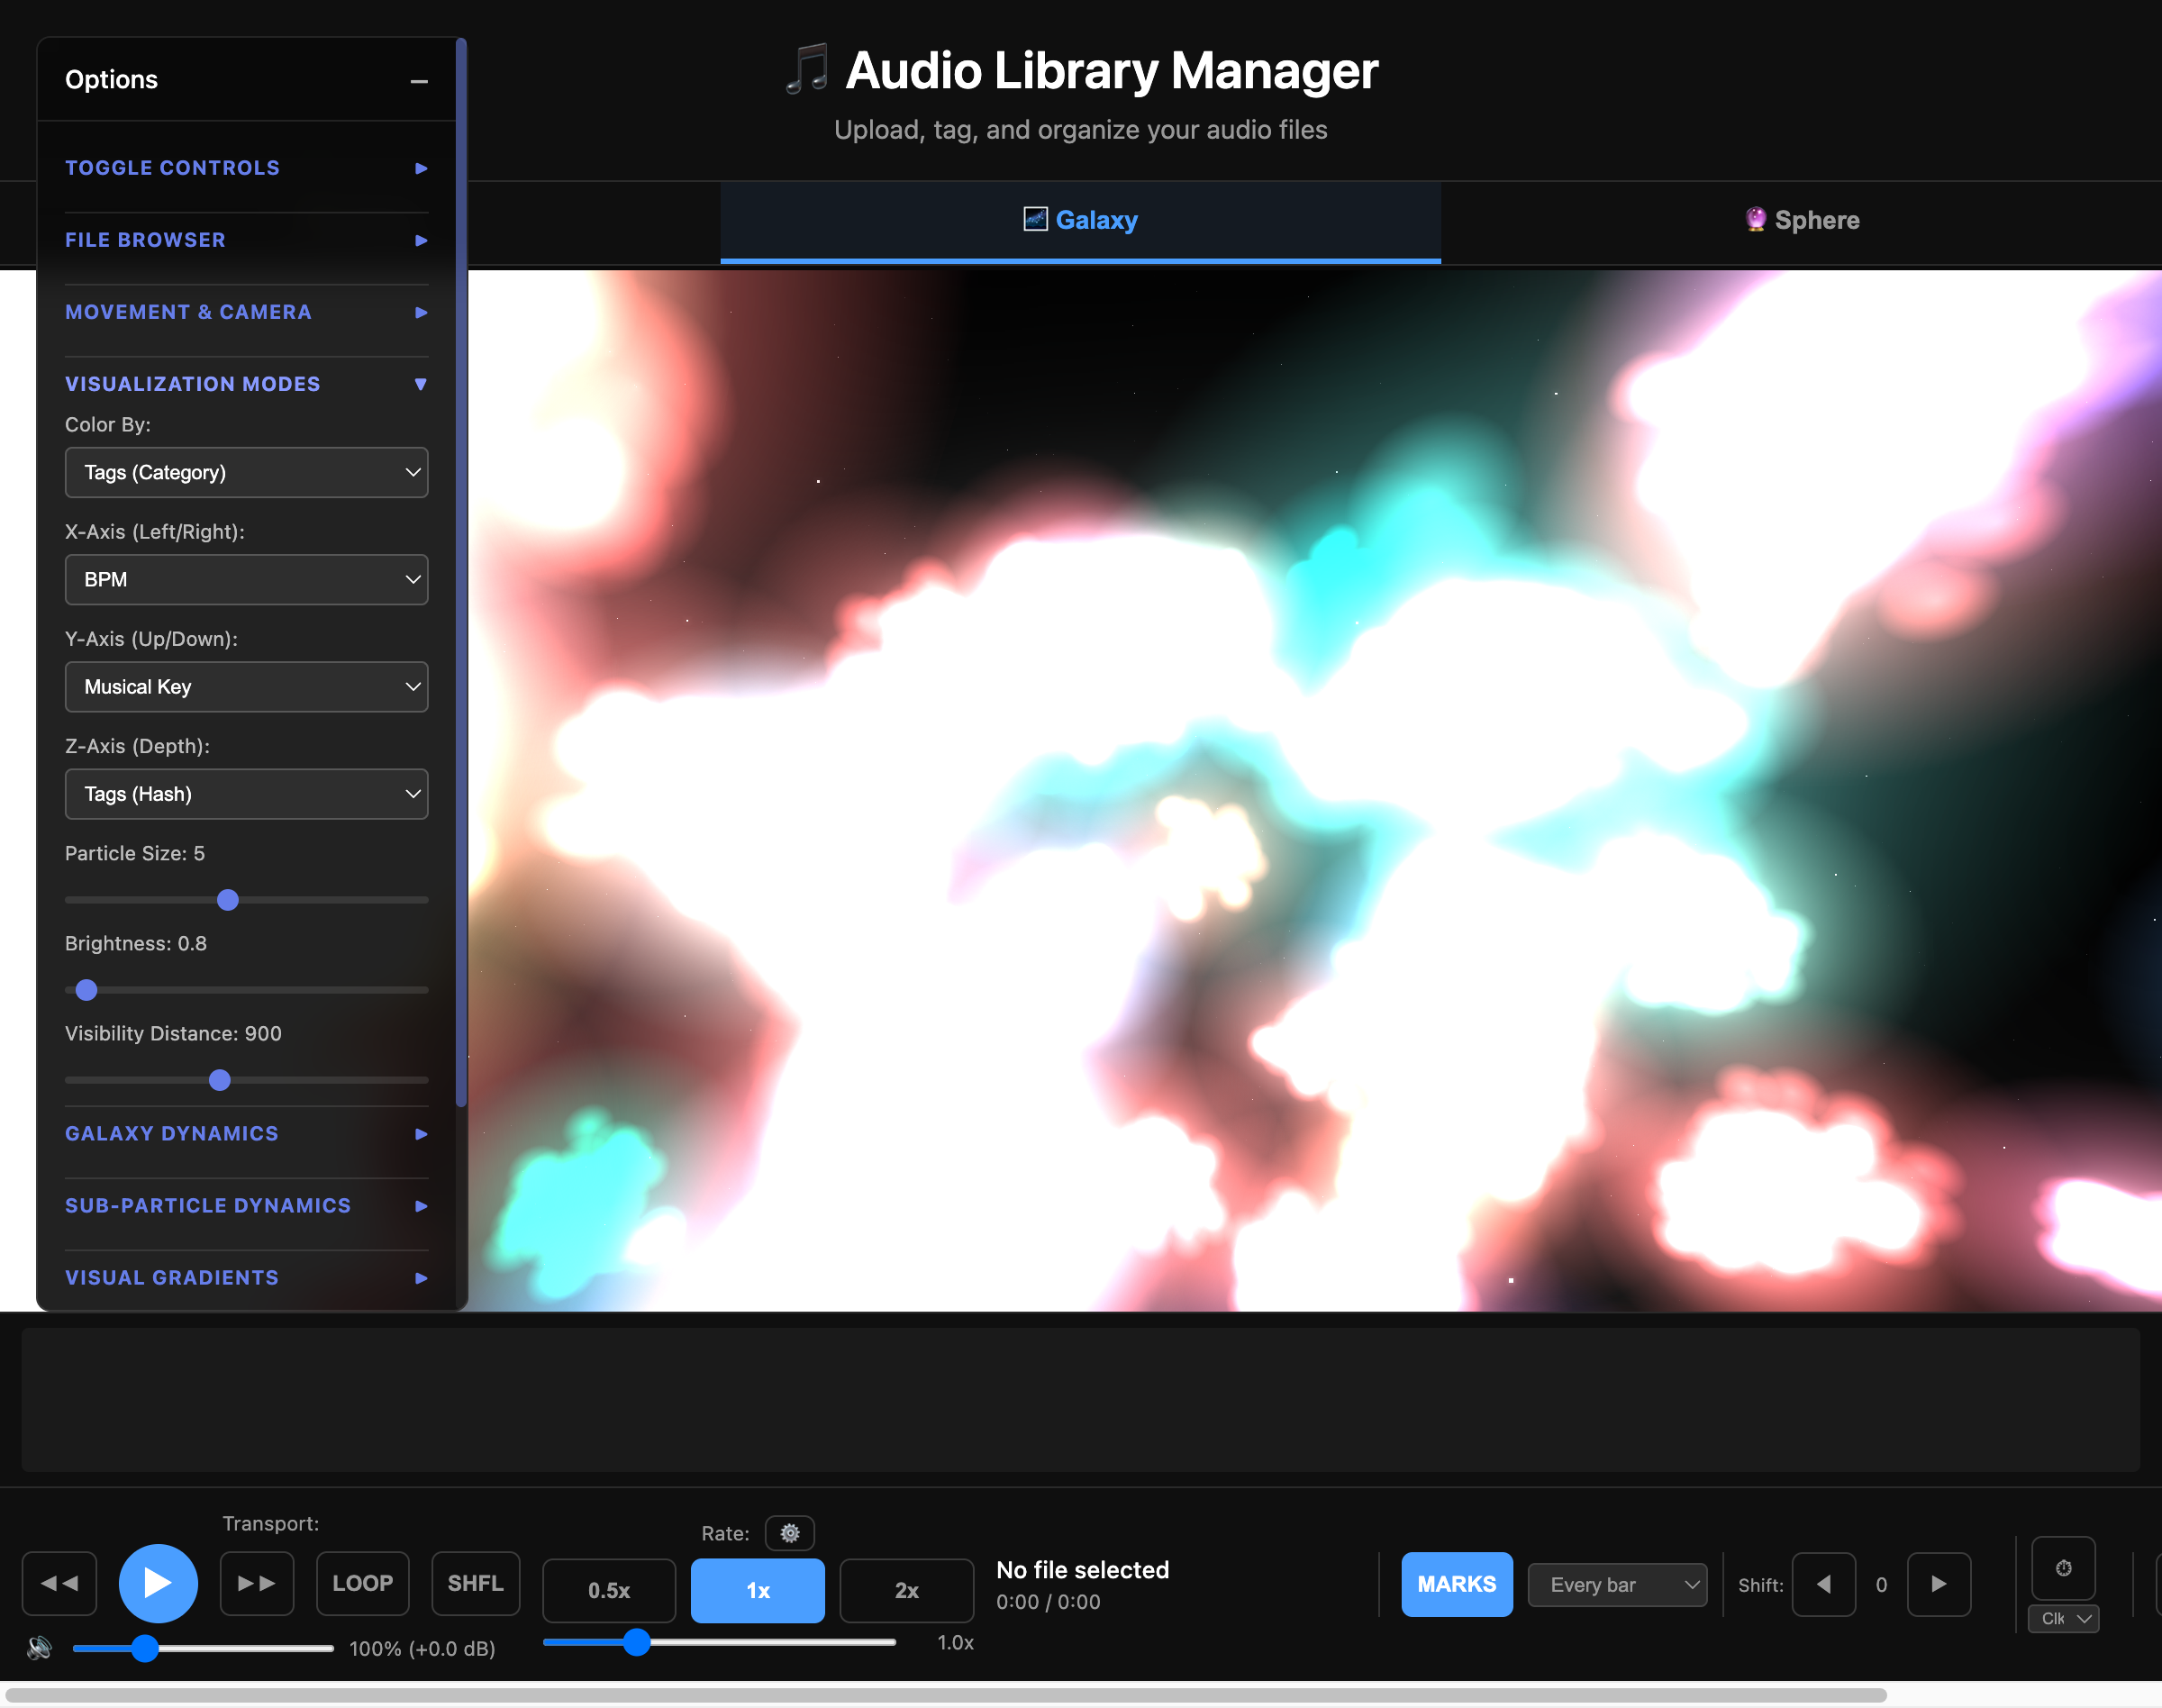 Options
TOGGLE CONTROLS
FILE BROWSER
MOVEMENT & CAMERA
VISUALIZATION MODES
Color By:
Tags (Category)
X-Axis (Left/Right):
BPM
Y-Axis (Up/Down):
Musical Key
Z-Axis (Depth):
Tags (Hash)
Particle Size: 5
Brightness: 0.8
Visibility Distance: 900
GALAXY DYNAMICS
SUB-PARTICLE DYNAMICS
VISUAL GRADIENTS
Audio Library Manager
Upload, tag, and organize your audio files
Galaxy
Sphere
Transport:
LOOP
SHFL
100% (+0.0 dB)
Rate:
0.5x
1x
2x
1.0x
No file selected
0:00 / 0:00
MARKS
Every bar
Shift:
0
Clk